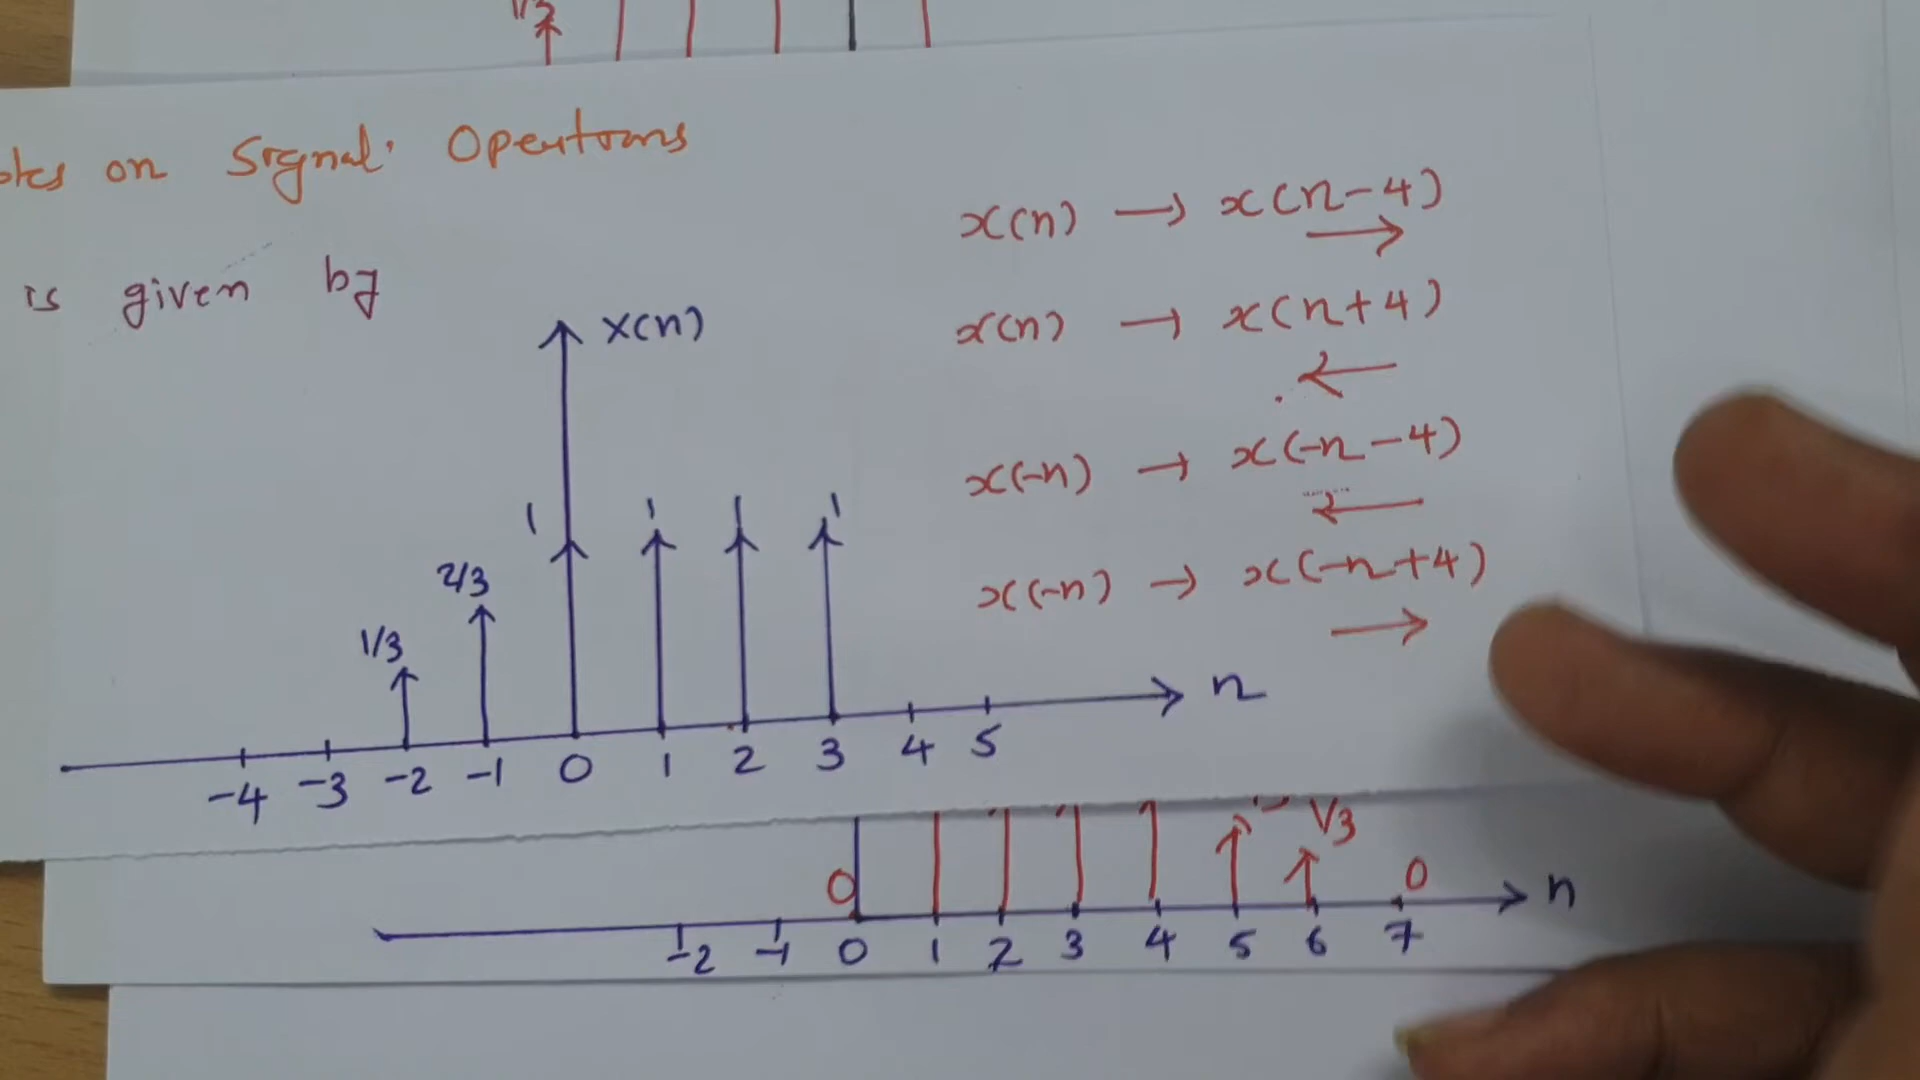 on Signal Opertoms
is given by
x(n) → x(n-4)
→
x(n) → x(n+4)
←
x(-n) → x(-n-4)
←
x(-n) → x(-n+4)
→
x(n)
1/3 2/3 1 1 1 1
-4 -3 -2 -1 0 1 2 3 4 5 n
0 1/3 0
-2 -1 0 1 2 3 4 5 6 7 n